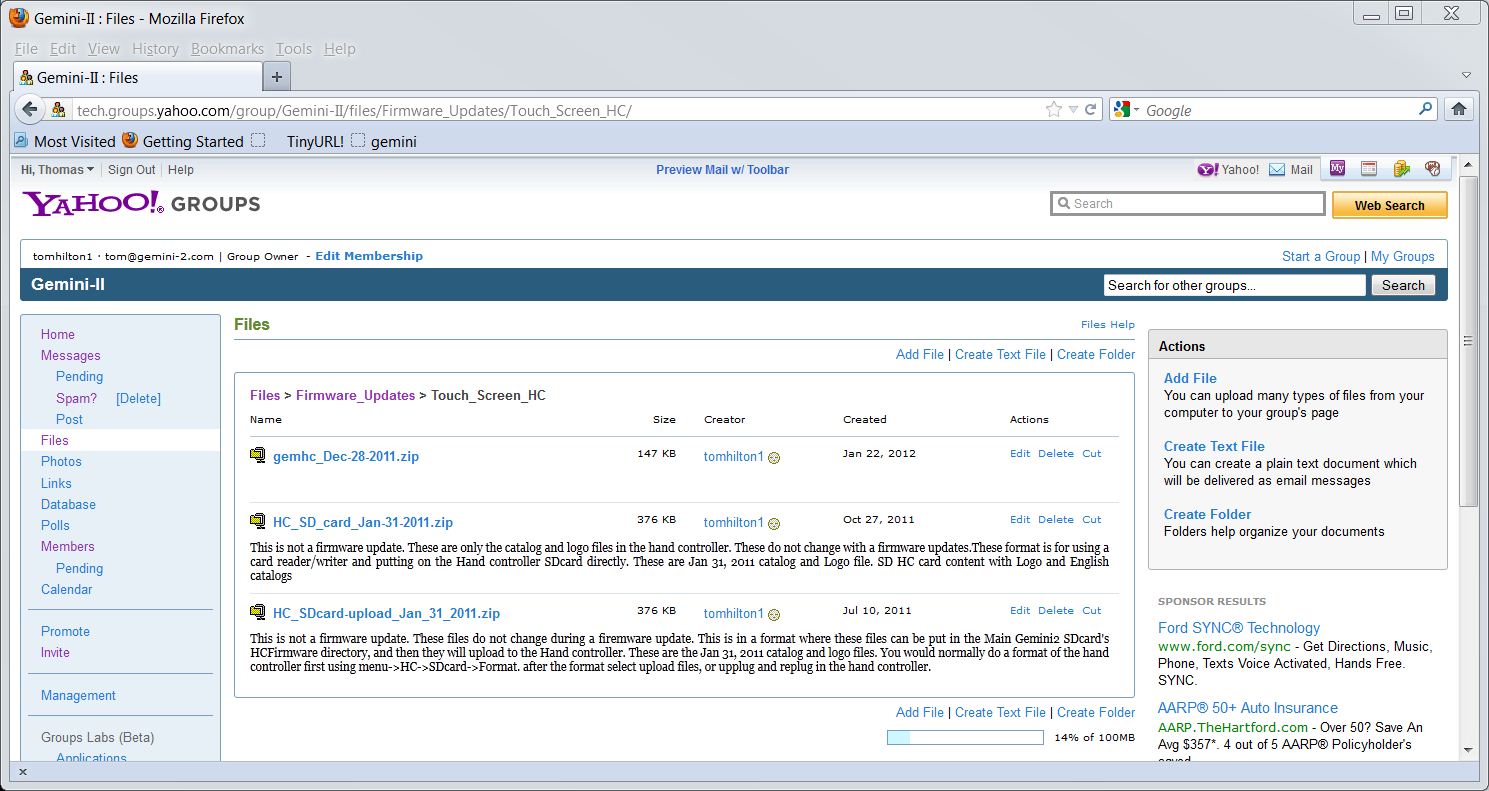 Gemini-II : Files - Mozilla Firefox
File Edit View History Bookmarks Tools Help
Gemini-II : Files +
tech.groups.yahoo.com/group/Gemini-II/files/Firmware_Updates/Touch_Screen_HC/ Google
Most Visited Getting Started TinyURL! gemini
Hi, Thomas Sign Out Help Preview Mail w/ Toolbar Yahoo! Mail My
YAHOO! GROUPS Search Web Search
tomhilton1 · tom@gemini-2.com | Group Owner - Edit Membership Start a Group | My Groups
Gemini-II Search for other groups... Search
Home
Messages
Pending
Spam? [Delete]
Post
Files
Photos
Links
Database
Polls
Members
Pending
Calendar
Promote
Invite
Management
Groups Labs (Beta)
Applications
Files Files Help
Add File | Create Text File | Create Folder
Files > Firmware_Updates > Touch_Screen_HC
Name Size Creator Created Actions
gemhc_Dec-28-2011.zip 147 KB tomhilton1 Jan 22, 2012 Edit Delete Cut
HC_SD_card_Jan-31-2011.zip 376 KB tomhilton1 Oct 27, 2011 Edit Delete Cut
This is not a firmware update. These are only the catalog and logo files in the hand controller. These do not change with a firmware updates.These format is for using a
card reader/writer and putting on the Hand controller SDcard directly. These are Jan 31, 2011 catalog and Logo file. SD HC card content with Logo and English
catalogs
HC_SDcard-upload_Jan_31_2011.zip 376 KB tomhilton1 Jul 10, 2011 Edit Delete Cut
This is not a firmware update. These files do not change during a firemware update. This is in a format where these files can be put in the Main Gemini2 SDcard's
HCFirmware directory, and then they will upload to the Hand controller. These are the Jan 31, 2011 catalog and logo files. You would normally do a format of the hand
controller first using menu->HC->SDcard->Format. after the format select upload files, or upplug and replug in the hand controller.
Add File | Create Text File | Create Folder
14% of 100MB
Actions
Add File
You can upload many types of files from your
computer to your group's page
Create Text File
You can create a plain text document which
will be delivered as email messages
Create Folder
Folders help organize your documents
SPONSOR RESULTS
Ford SYNC® Technology
www.ford.com/sync - Get Directions, Music,
Phone, Texts Voice Activated, Hands Free.
SYNC.
AARP® 50+ Auto Insurance
AARP.TheHartford.com - Over 50? Save An
Avg $357*. 4 out of 5 AARP® Policyholder's
saved
x